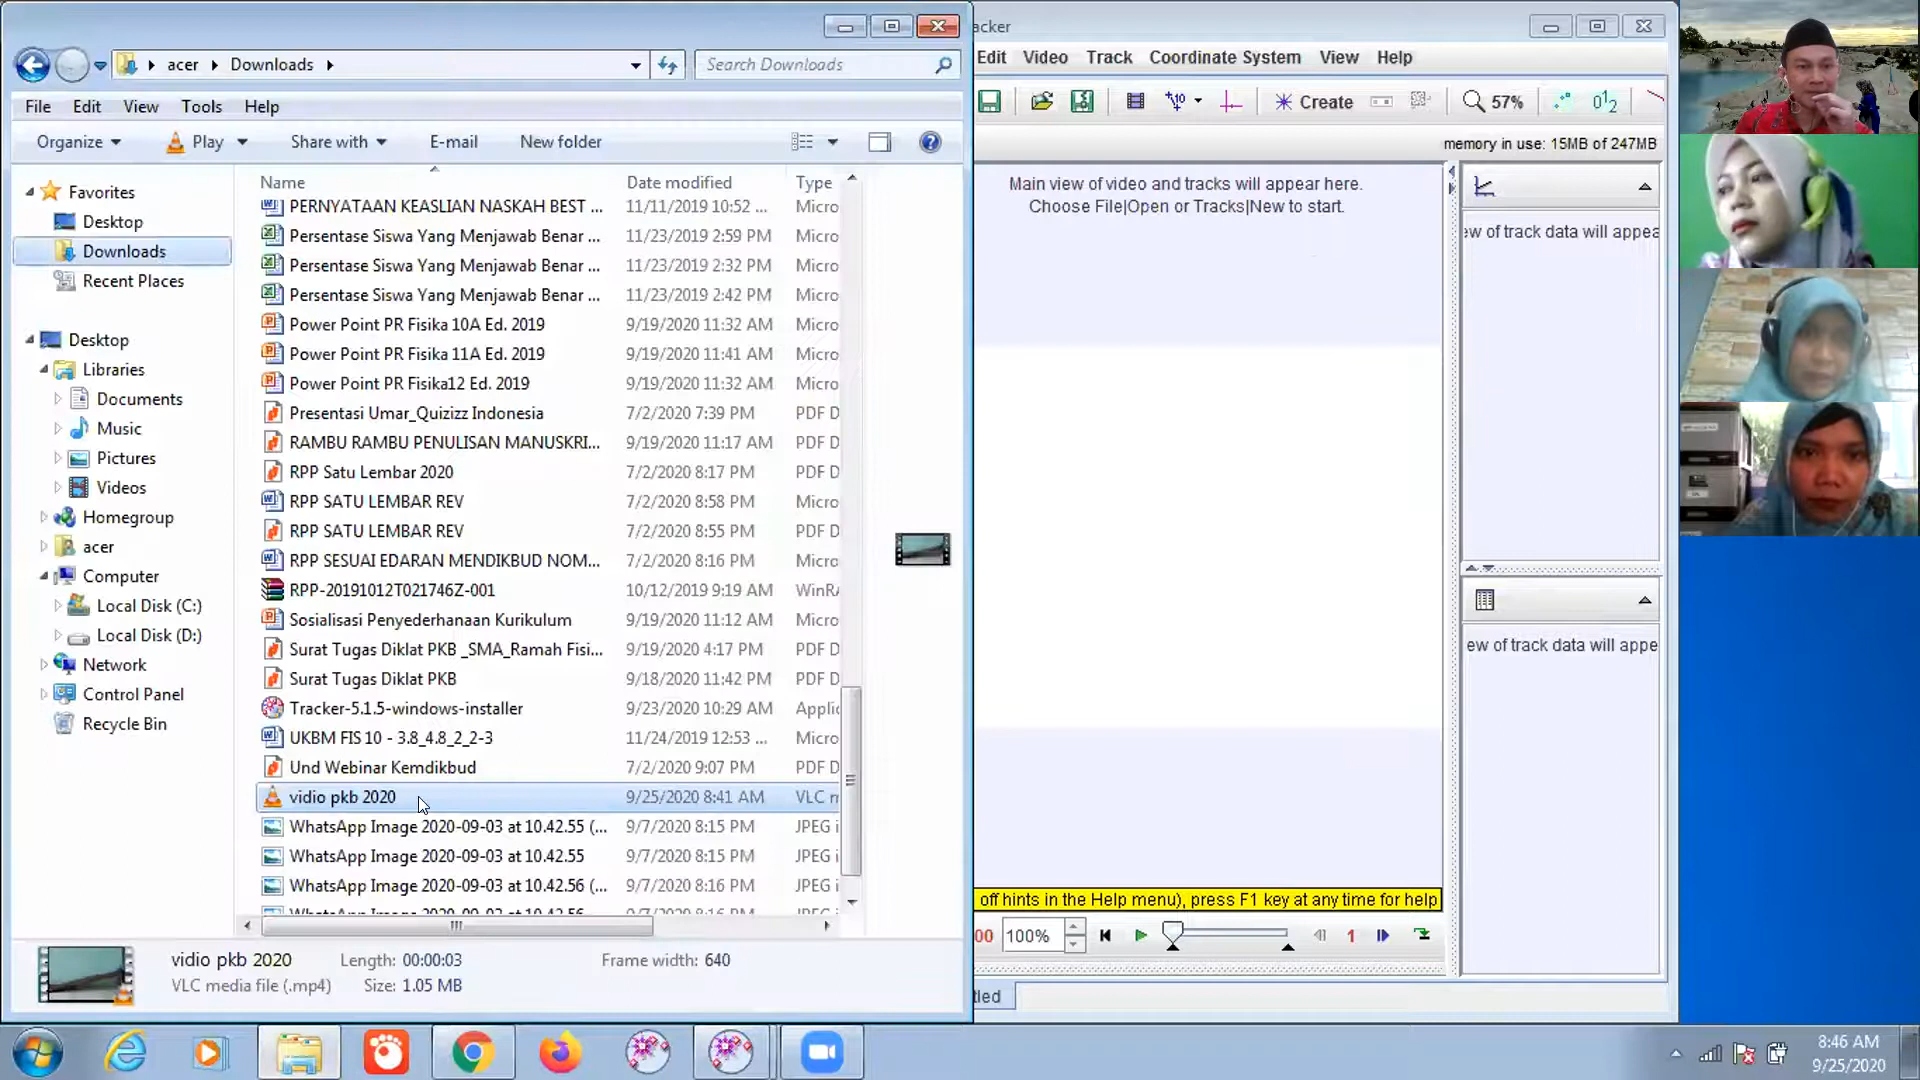 acer
Downloads
Search Downloads
File Edit View Tools Help
Organize Play Share with E-mail New folder
Name Date modified Type
PERNYATAAN KEASLIAN NASKAH BEST ... 11/11/2019 10:52 ... Micro
Persentase Siswa Yang Menjawab Benar ... 11/23/2019 2:59 PM Micro
Persentase Siswa Yang Menjawab Benar ... 11/23/2019 2:32 PM Micro
Persentase Siswa Yang Menjawab Benar ... 11/23/2019 2:42 PM Micro
Power Point PR Fisika 10A Ed. 2019 9/19/2020 11:32 AM Micro
Power Point PR Fisika 11A Ed. 2019 9/19/2020 11:41 AM Micro
Power Point PR Fisika12 Ed. 2019 9/19/2020 11:32 AM Micro
Presentasi Umar_Quizizz Indonesia 7/2/2020 7:39 PM PDF D
RAMBU RAMBU PENULISAN MANUSKRI... 9/19/2020 11:17 AM PDF D
RPP Satu Lembar 2020 7/2/2020 8:17 PM PDF D
RPP SATU LEMBAR REV 7/2/2020 8:58 PM Micro
RPP SATU LEMBAR REV 7/2/2020 8:55 PM PDF D
RPP SESUAI EDARAN MENDIKBUD NOM... 7/2/2020 8:16 PM Micro
RPP-20191012T021746Z-001 10/12/2019 9:19 AM WinRA
Sosialisasi Penyederhanaan Kurikulum 9/19/2020 11:12 AM Micro
Surat Tugas Diklat PKB _SMA_Ramah Fisi... 9/19/2020 4:17 PM PDF D
Surat Tugas Diklat PKB 9/18/2020 11:42 PM PDF D
Tracker-5.1.5-windows-installer 9/23/2020 10:29 AM Applic
UKBM FIS 10 - 3.8_4.8_2_2-3 11/24/2019 12:53 ... Micro
Und Webinar Kemdikbud 7/2/2020 9:07 PM PDF D
vidio pkb 2020 9/25/2020 8:41 AM VLC m
WhatsApp Image 2020-09-03 at 10.42.55 (... 9/7/2020 8:15 PM JPEG i
WhatsApp Image 2020-09-03 at 10.42.55 9/7/2020 8:15 PM JPEG i
WhatsApp Image 2020-09-03 at 10.42.56 (... 9/7/2020 8:16 PM JPEG i
Favorites
Desktop
Downloads
Recent Places
Desktop
Libraries
Documents
Music
Pictures
Videos
Homegroup
acer
Computer
Local Disk (C:)
Local Disk (D:)
Network
Control Panel
Recycle Bin
vidio pkb 2020 Length: 00:00:03 Frame width: 640
VLC media file (.mp4) Size: 1.05 MB
acker
Edit Video Track Coordinate System View Help
Create 57%
memory in use: 15MB of 247MB
Main view of video and tracks will appear here.
Choose File|Open or Tracks|New to start.
ew of track data will appea
ew of track data will appe
off hints in the Help menu), press F1 key at any time for help
00 100% 1
tled
8:46 AM
9/25/2020